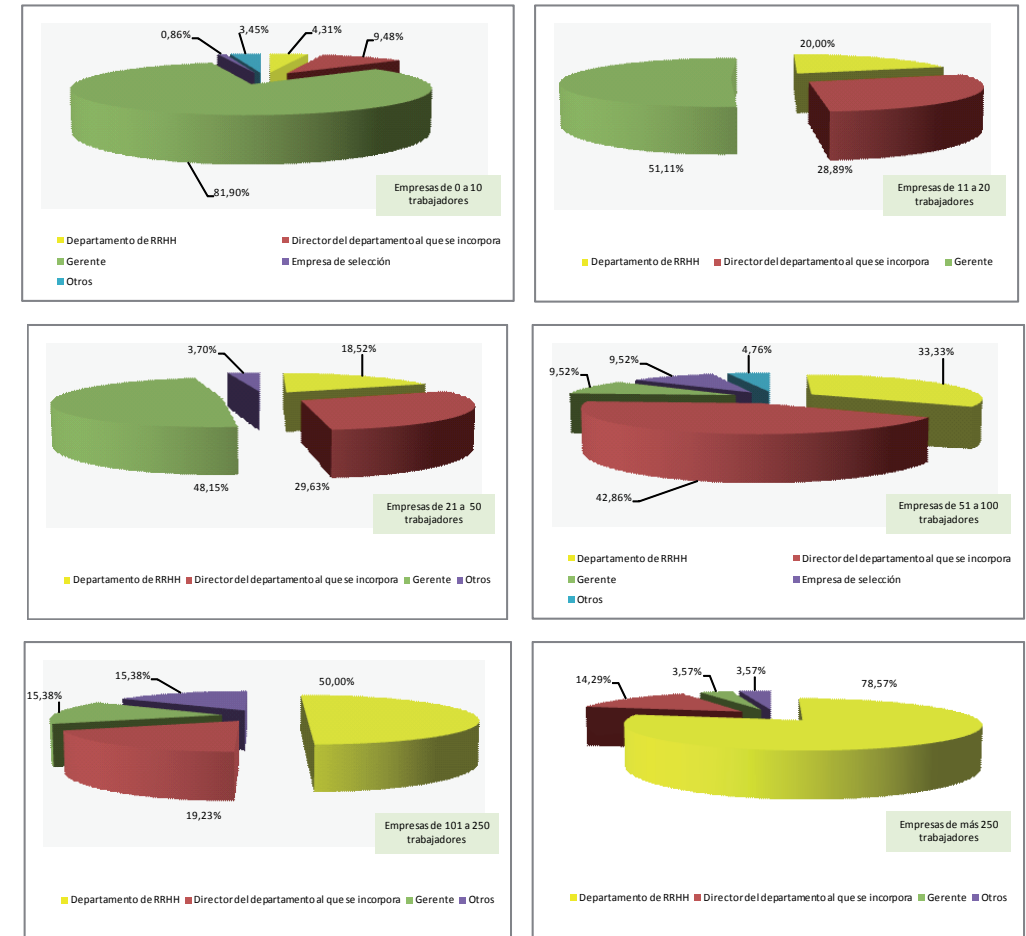 0,86%
3,45%
4,31%
9,48%
81,90%
Empresas de 0 a 10
trabajadores
Departamento de RRHH
Director del departamento al que se incorpora
Gerente
Empresa de selección
Otros
20,00%
51,11%
28,89%
Empresas de 11 a 20
trabajadores
Departamento de RRHH
Director del departamento al que se incorpora
Gerente
3,70%
18,52%
48,15%
29,63%
Empresas de 21 a 50
trabajadores
Departamento de RRHH
Director del departamento al que se incorpora
Gerente
Otros
9,52%
9,52%
4,76%
33,33%
42,86%
Empresas de 51 a 100
trabajadores
Departamento de RRHH
Director del departamento al que se incorpora
Gerente
Empresa de selección
Otros
15,38%
15,38%
50,00%
19,23%
Empresas de 101 a 250
trabajadores
Departamento de RRHH
Director del departamento al que se incorpora
Gerente
Otros
14,29%
3,57%
3,57%
78,57%
Empresas de más 250
trabajadores
Departamento de RRHH
Director del departamento al que se incorpora
Gerente
Otros